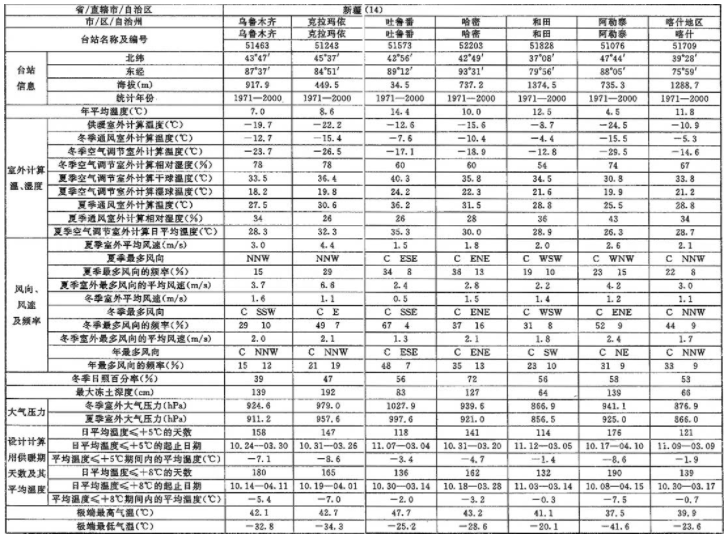 省/直辖市/自治区 新疆(14)
市/区/自治州 乌鲁木齐 克拉玛依 吐鲁番 哈密 和田 阿勒泰 喀什地区
台站名称及编号 乌鲁木齐 克拉玛依 吐鲁番 哈密 和田 阿勒泰 喀什
51463 51243 51573 52203 51828 51076 51709
台站信息
北纬 43°47′ 45°37′ 42°56′ 42°49′ 37°08′ 47°44′ 39°28′
东经 87°37′ 84°51′ 89°12′ 93°31′ 79°56′ 88°05′ 75°59′
海拔(m) 917.9 449.5 34.5 737.2 1374.5 735.3 1288.7
统计年份 1971—2000 1971—2000 1971—2000 1971—2000 1971—2000 1971—2000 1971—2000
年平均温度(℃) 7.0 8.6 14.4 10.0 12.5 4.5 11.8
室外计算温、湿度
供暖室外计算温度(℃) −19.7 −22.2 −12.6 −15.6 −8.7 −24.5 −10.9
冬季通风室外计算温度(℃) −12.7 −15.4 −7.6 −10.4 −4.4 −15.5 −5.3
冬季空气调节室外计算温度(℃) −23.7 −26.5 −17.1 −18.9 −12.8 −29.5 −14.6
冬季空气调节室外计算相对湿度(%) 78 78 60 60 54 74 67
夏季空气调节室外计算干球温度(℃) 33.5 36.4 40.3 35.8 34.5 30.8 33.8
夏季空气调节室外计算湿球温度(℃) 18.2 19.8 24.2 22.3 21.6 19.9 21.2
夏季通风室外计算温度(℃) 27.5 30.6 36.2 31.5 28.8 25.5 28.8
夏季通风室外计算相对湿度(%) 34 26 26 28 36 43 34
夏季空气调节室外计算日平均温度(℃) 28.3 32.3 35.3 30.0 28.9 26.3 28.7
风向、风速及频率
夏季室外平均风速(m/s) 3.0 4.4 1.5 1.8 2.0 2.6 2.1
夏季最多风向 NNW NNW C ESE C ENE C WSW C WNW C NNW
夏季最多风向的频率(%) 15 29 34 8 36 13 19 10 23 15 22 8
夏季室外最多风向的平均风速(m/s) 3.7 6.6 2.4 2.8 2.2 4.2 3.0
冬季室外平均风速(m/s) 1.6 1.1 0.5 1.5 1.4 1.2 1.1
冬季最多风向 C SSW C E C SSE C ENE C WSW C ENE C NNW
冬季最多风向的频率(%) 29 10 49 7 67 4 37 16 31 8 52 9 44 9
冬季室外最多风向的平均风速(m/s) 2.0 2.1 1.3 2.1 1.8 2.4 1.7
年最多风向 C NNW C NNW C ESE C ENE C SW C NE C NNW
年最多风向的频率(%) 15 12 21 19 48 7 35 13 23 10 31 9 33 9
冬季日照百分率(%) 39 47 56 72 56 58 53
最大冻土深度(cm) 139 192 83 127 64 139 66
大气压力
冬季室外大气压力(hPa) 924.6 979.0 1027.9 939.6 866.9 941.1 876.9
夏季室外大气压力(hPa) 911.2 957.6 997.6 921.0 856.5 925.0 866.0
设计计算用供暖期天数及其平均温度
日平均温度≤+5℃的天数 158 147 118 141 114 176 121
日平均温度≤+5℃的起止日期 10.24—03.30 10.31—03.26 11.07—03.04 10.31—03.20 11.12—03.05 10.17—04.10 11.09—03.09
平均温度≤+5℃期间内的平均温度(℃) −7.1 −8.6 −3.4 −4.7 −1.4 −8.6 −1.9
日平均温度≤+8℃的天数 180 165 136 162 132 190 139
日平均温度≤+8℃的起止日期 10.14—04.11 10.19—04.01 10.30—03.14 10.18—03.28 11.03—03.14 10.08—04.15 10.30—03.17
平均温度≤+8℃期间内的平均温度(℃) −5.4 −7.0 −2.0 −3.2 −0.3 −7.5 −0.7
极端最高气温(℃) 42.1 42.7 47.7 43.2 41.1 37.5 39.9
极端最低气温(℃) −32.8 −34.3 −25.2 −28.6 −20.1 −41.6 −23.6